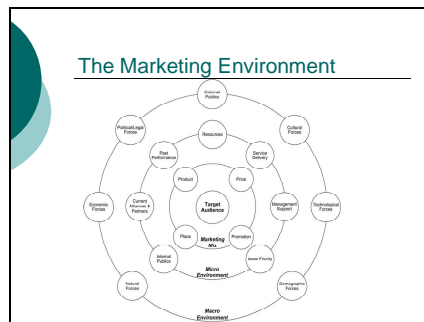 The Marketing Environment
External
Publics
Political/Legal
Forces
Resources
Cultural
Forces
Past
Performance
Service
Delivery
Product
Price
Economic
Forces
Current
Alliances &
Partners
Target
Audience
Management
Support
Technological
Forces
Place
Marketing
Mix
Promotion
Internal
Publics
Issue Priority
Micro
Environment
Natural
Forces
Demographic
Forces
Macro
Environment